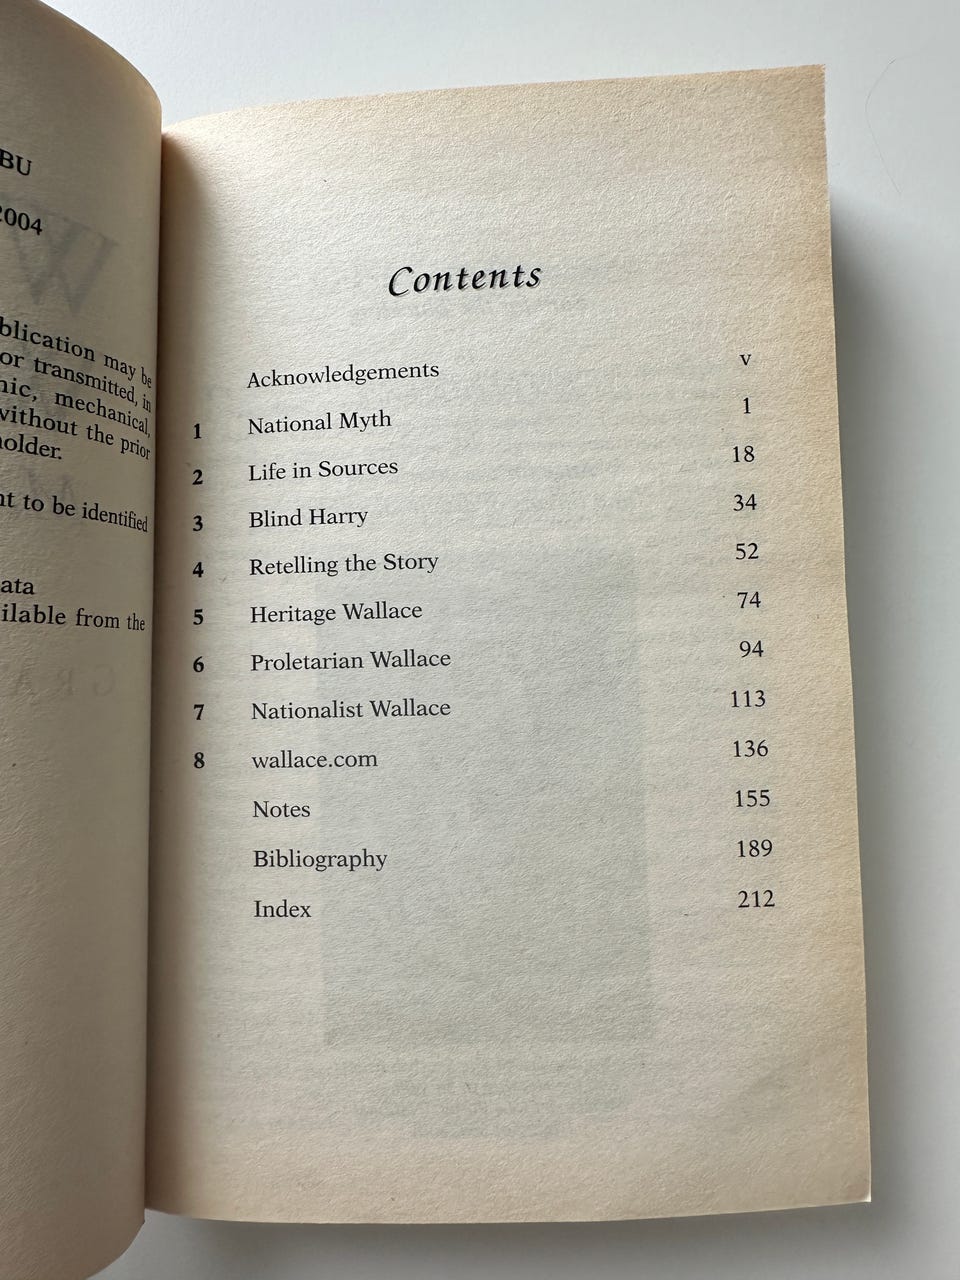 BU
2004
blication may be
or transmitted, in
nic, mechanical,
without the prior
holder.
nt to be identified
ata
ilable from the
Contents
Acknowledgements v
1 National Myth 1
2 Life in Sources 18
3 Blind Harry 34
4 Retelling the Story 52
5 Heritage Wallace 74
6 Proletarian Wallace 94
7 Nationalist Wallace 113
8 wallace.com 136
Notes 155
Bibliography 189
Index 212